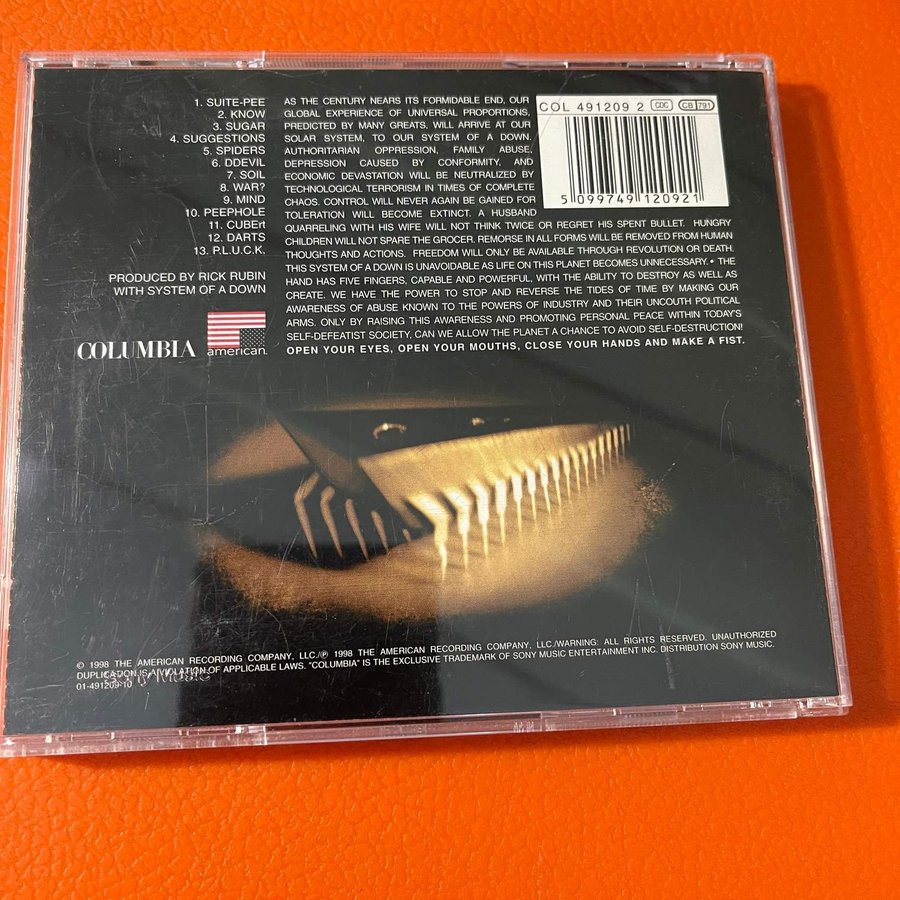 1. SUITE-PEE
2. KNOW
3. SUGAR
4. SUGGESTIONS
5. SPIDERS
6. DDEVIL
7. SOIL
8. WAR?
9. MIND
10. PEEPHOLE
11. CUBErt
12. DARTS
13. P.L.U.C.K.
PRODUCED BY RICK RUBIN
WITH SYSTEM OF A DOWN
COLUMBIA
american.
AS THE CENTURY NEARS ITS FORMIDABLE END, OUR
GLOBAL EXPERIENCE OF UNIVERSAL PROPORTIONS,
PREDICTED BY MANY GREATS, WILL ARRIVE AT OUR
SOLAR SYSTEM, TO OUR SYSTEM OF A DOWN.
AUTHORITARIAN OPPRESSION, FAMILY ABUSE,
DEPRESSION CAUSED BY CONFORMITY, AND
ECONOMIC DEVASTATION WILL BE NEUTRALIZED BY
TECHNOLOGICAL TERRORISM IN TIMES OF COMPLETE
CHAOS. CONTROL WILL NEVER AGAIN BE GAINED FOR
TOLERATION WILL BECOME EXTINCT. A HUSBAND
QUARRELING WITH HIS WIFE WILL NOT THINK TWICE OR REGRET HIS SPENT BULLET. HUNGRY
CHILDREN WILL NOT SPARE THE GROCER. REMORSE IN ALL FORMS WILL BE REMOVED FROM HUMAN
THOUGHTS AND ACTIONS. FREEDOM WILL ONLY BE AVAILABLE THROUGH REVOLUTION OR DEATH.
THIS SYSTEM OF A DOWN IS UNAVOIDABLE AS LIFE ON THIS PLANET BECOMES UNNECESSARY. • THE
HAND HAS FIVE FINGERS, CAPABLE AND POWERFUL, WITH THE ABILITY TO DESTROY AS WELL AS
CREATE. WE HAVE THE POWER TO STOP AND REVERSE THE TIDES OF TIME BY MAKING OUR
AWARENESS OF ABUSE KNOWN TO THE POWERS OF INDUSTRY AND THEIR UNCOUTH POLITICAL
ARMS. ONLY BY RAISING THIS AWARENESS AND PROMOTING PERSONAL PEACE WITHIN TODAY'S
SELF-DEFEATIST SOCIETY, CAN WE ALLOW THE PLANET A CHANCE TO AVOID SELF-DESTRUCTION!
OPEN YOUR EYES, OPEN YOUR MOUTHS, CLOSE YOUR HANDS AND MAKE A FIST.
COL 491209 2 CDC CB 791
5 099749 120921
© 1998 THE AMERICAN RECORDING COMPANY, LLC./℗ 1998 THE AMERICAN RECORDING COMPANY, LLC./WARNING: ALL RIGHTS RESERVED. UNAUTHORIZED
DUPLICATION IS A VIOLATION OF APPLICABLE LAWS. "COLUMBIA" IS THE EXCLUSIVE TRADEMARK OF SONY MUSIC ENTERTAINMENT INC. DISTRIBUTION SONY MUSIC.
01-491209-10